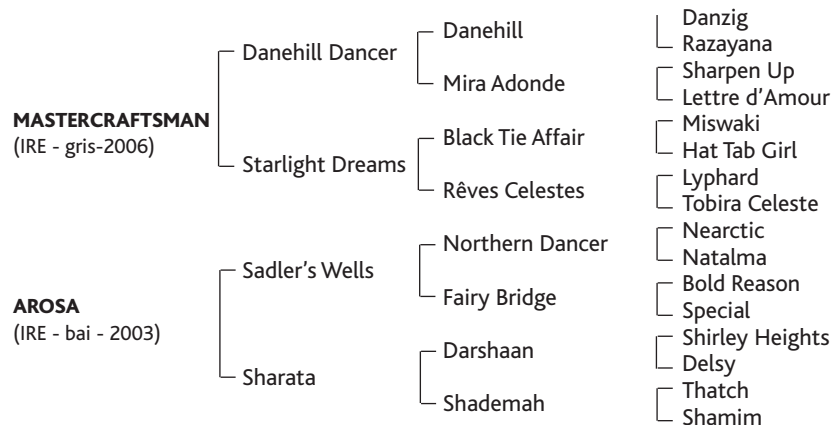 Danzig
Danehill
Razayana
Danehill Dancer
Sharpen Up
Mira Adonde
Lettre d'Amour
MASTERCRAFTSMAN
(IRE - gris-2006)
Miswaki
Black Tie Affair
Hat Tab Girl
Starlight Dreams
Lyphard
Rêves Celestes
Tobira Celeste
Nearctic
Northern Dancer
Natalma
Sadler's Wells
Bold Reason
Fairy Bridge
Special
AROSA
(IRE - bai - 2003)
Shirley Heights
Darshaan
Delsy
Sharata
Thatch
Shademah
Shamim